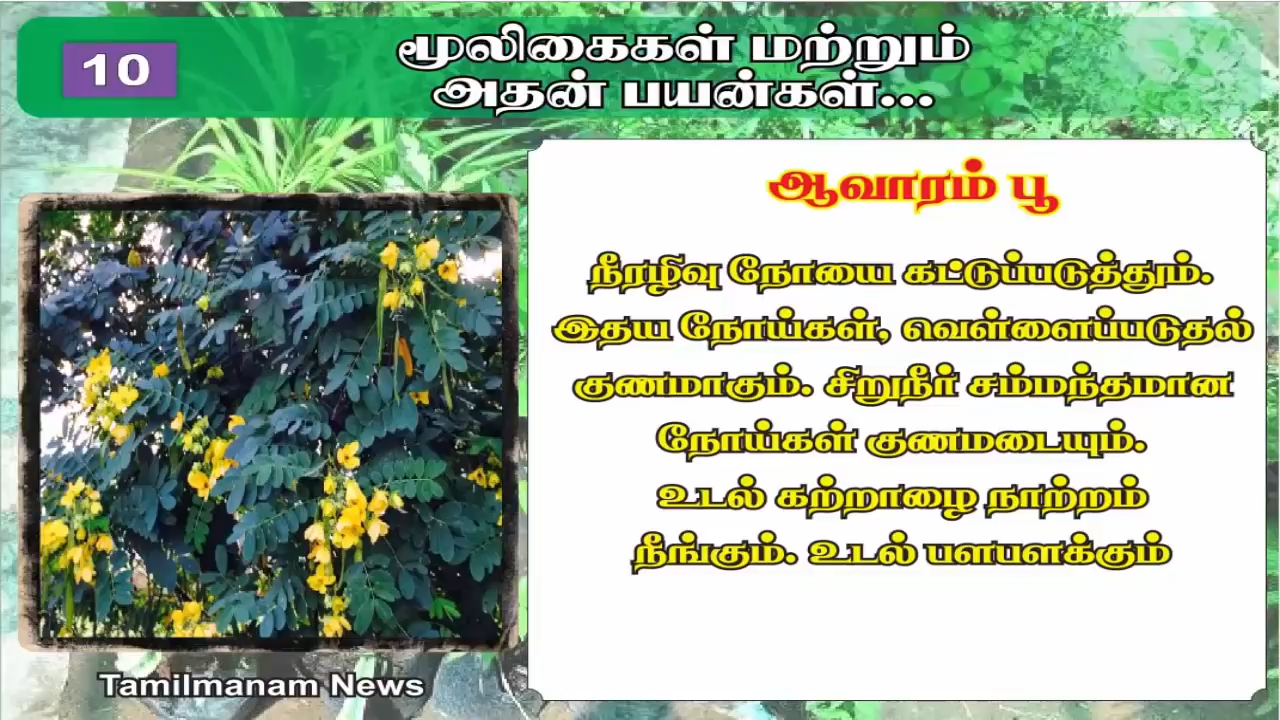 10
மூலிகைகள் மற்றும்
அதன் பயன்கள்...
ஆவாரம் பூ
நீரழிவு நோயை கட்டுப்படுத்தும்.
இதய நோய்கள், வெள்ளைப்படுதல்
குணமாகும். சிறுநீர் சம்மந்தமான
நோய்கள் குணமடையும்.
உடல் கற்றாழை நாற்றம்
நீங்கும். உடல் பளபளக்கும்
Tamilmanam News